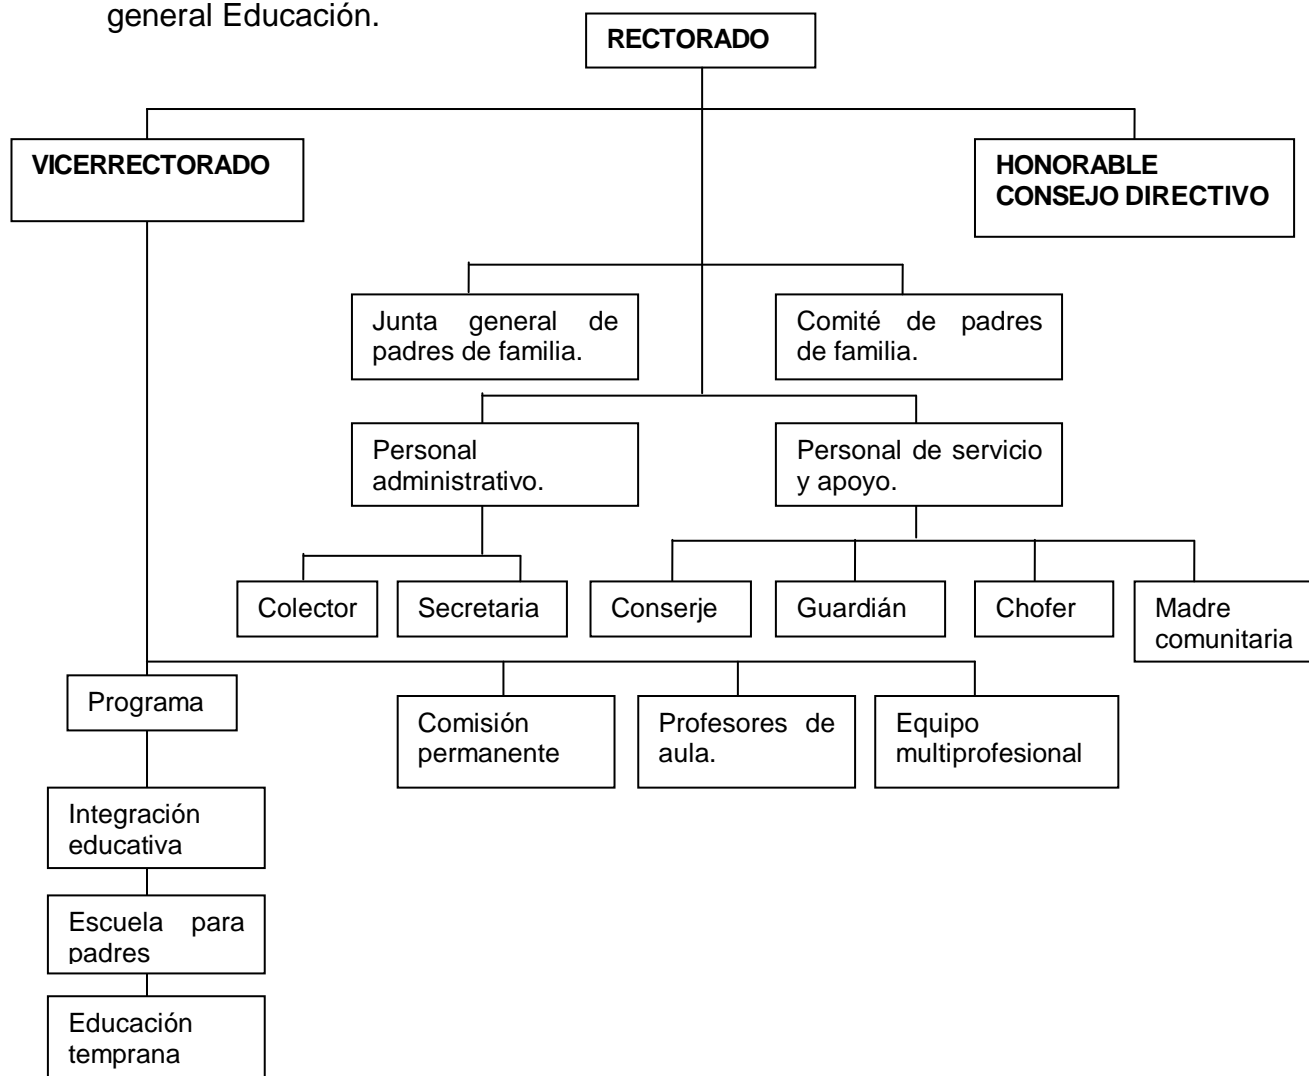 general Educación.
RECTORADO
VICERRECTORADO
HONORABLE
CONSEJO DIRECTIVO
Junta general de
padres de familia.
Comité de padres
de familia.
Personal
administrativo.
Personal de servicio
y apoyo.
Colector
Secretaria
Conserje
Guardián
Chofer
Madre
comunitaria
Programa
Comisión
permanente
Profesores de
aula.
Equipo
multiprofesional
Integración
educativa
Escuela para
padres
Educación
temprana